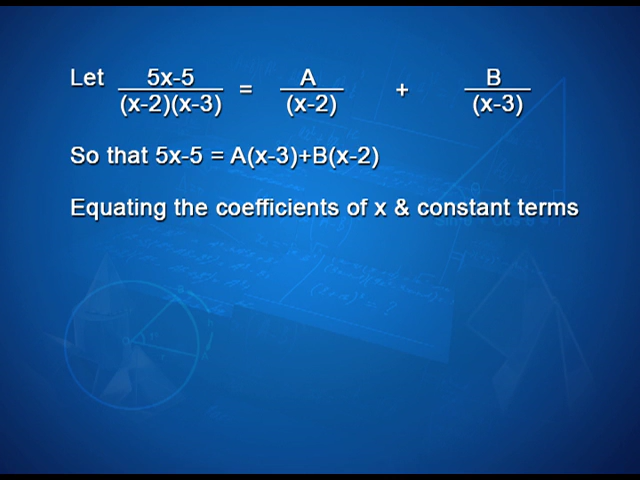 Let 5x-5 / (x-2)(x-3) = A / (x-2) + B / (x-3)
So that 5x-5 = A(x-3)+B(x-2)
Equating the coefficients of x & constant terms